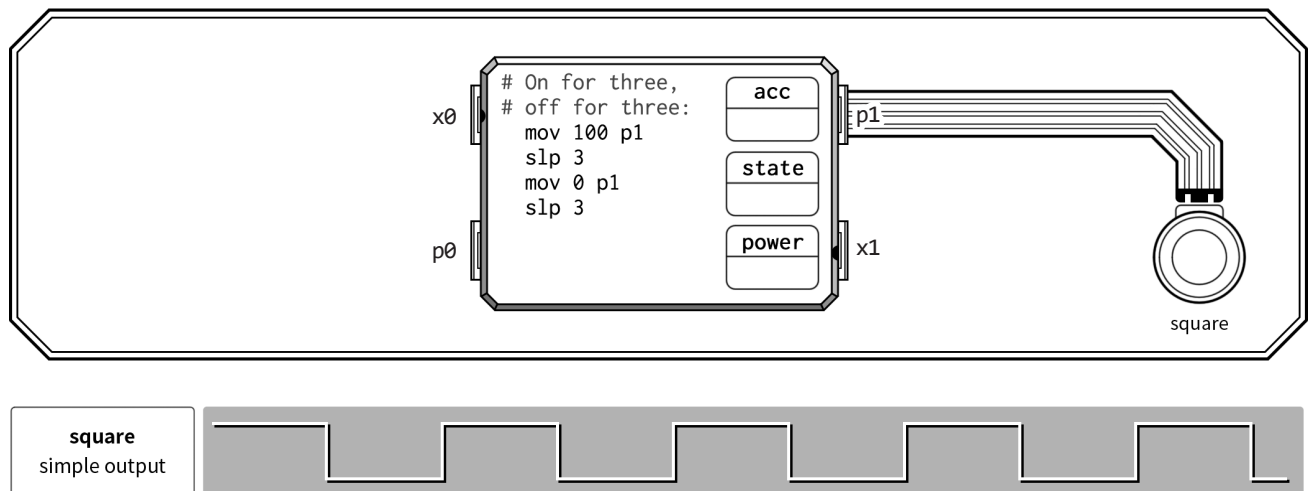 # On for three,
# off for three:
mov 100 p1
slp 3
mov 0 p1
slp 3
acc
state
power
x0
p0
p1
x1
square
square
simple output